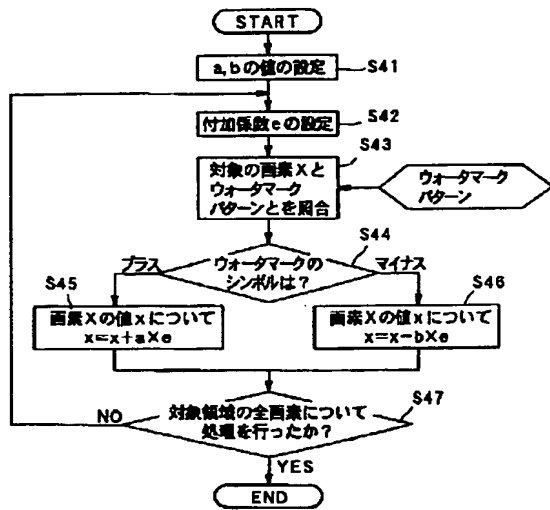 START
a,bの値の設定
S41
付加係数eの設定
S42
対象の画素Xと
ウォータマーク
パターンとを照合
S43
ウォータマーク
パターン
ウォータマークの
シンボルは?
S44
プラス
マイナス
S45
画素Xの値xについて
x=x+a×e
S46
画素Xの値xについて
x=x-b×e
対象領域の全画素について
処理を行ったか?
S47
NO
YES
END